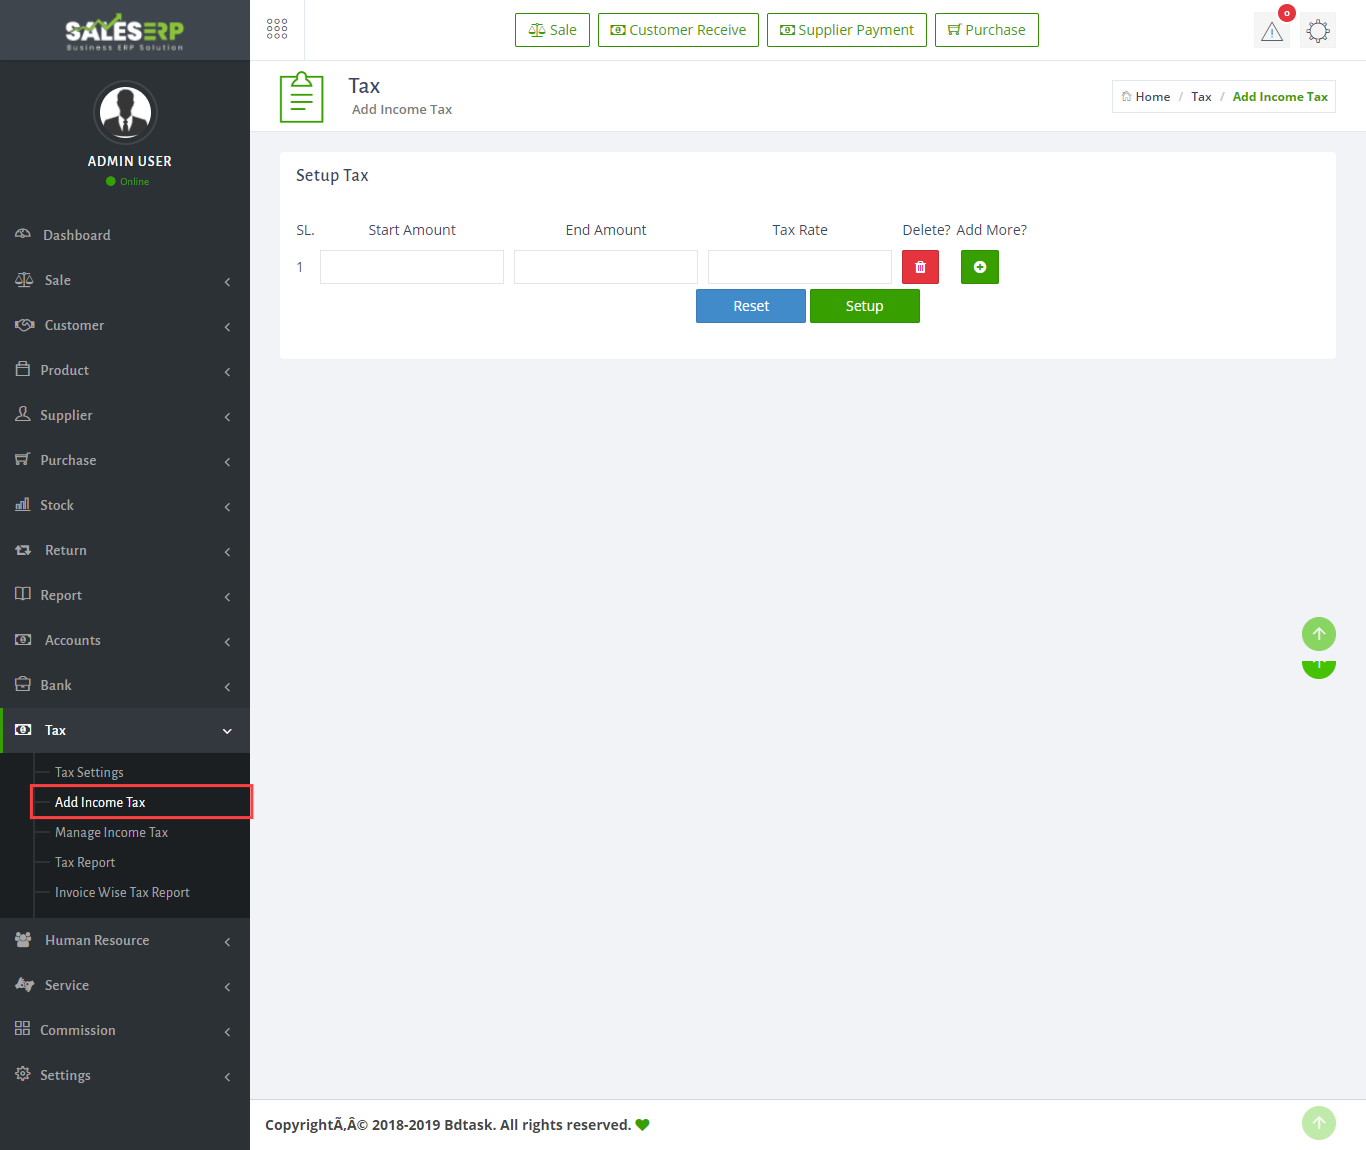 SALESERP
Business ERP Solution
Sale
Customer Receive
Supplier Payment
Purchase
0
Tax
Add Income Tax
Home / Tax / Add Income Tax
ADMIN USER
Online
Dashboard
Sale
Customer
Product
Supplier
Purchase
Stock
Return
Report
Accounts
Bank
Tax
Tax Settings
Add Income Tax
Manage Income Tax
Tax Report
Invoice Wise Tax Report
Human Resource
Service
Commission
Settings
Setup Tax
SL. Start Amount End Amount Tax Rate Delete? Add More?
1
Reset Setup
CopyrightÃ‚Â© 2018-2019 Bdtask. All rights reserved.